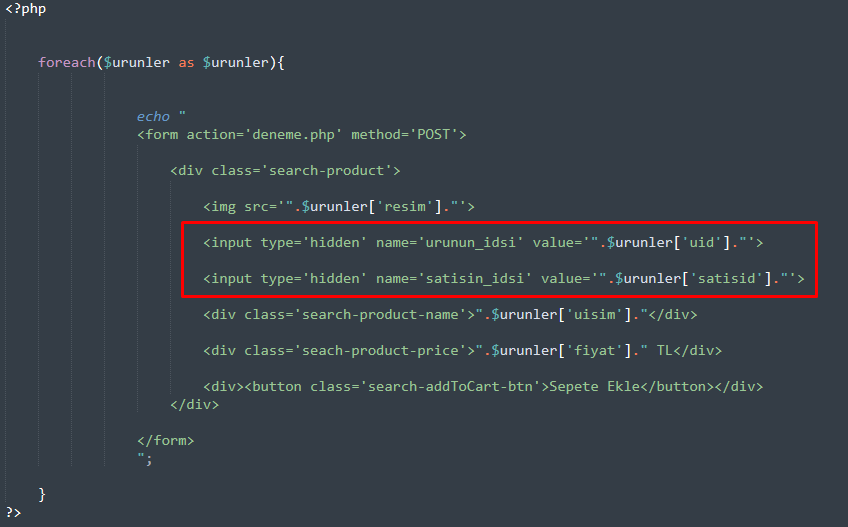 <?php
foreach($urunler as $urunler){
echo "
<form action='deneme.php' method='POST'>
<div class='search-product'>
<img src='".$urunler['resim']."'>
<input type='hidden' name='urunun_idsi' value='".$urunler['uid']."'>
<input type='hidden' name='satisin_idsi' value='".$urunler['satisid']."'>
<div class='search-product-name'>".$urunler['uisim']."</div>
<div class='seach-product-price'>".$urunler['fiyat']." TL</div>
<div><button class='search-addToCart-btn'>Sepete Ekle</button></div>
</div>
</form>
";
}
?>